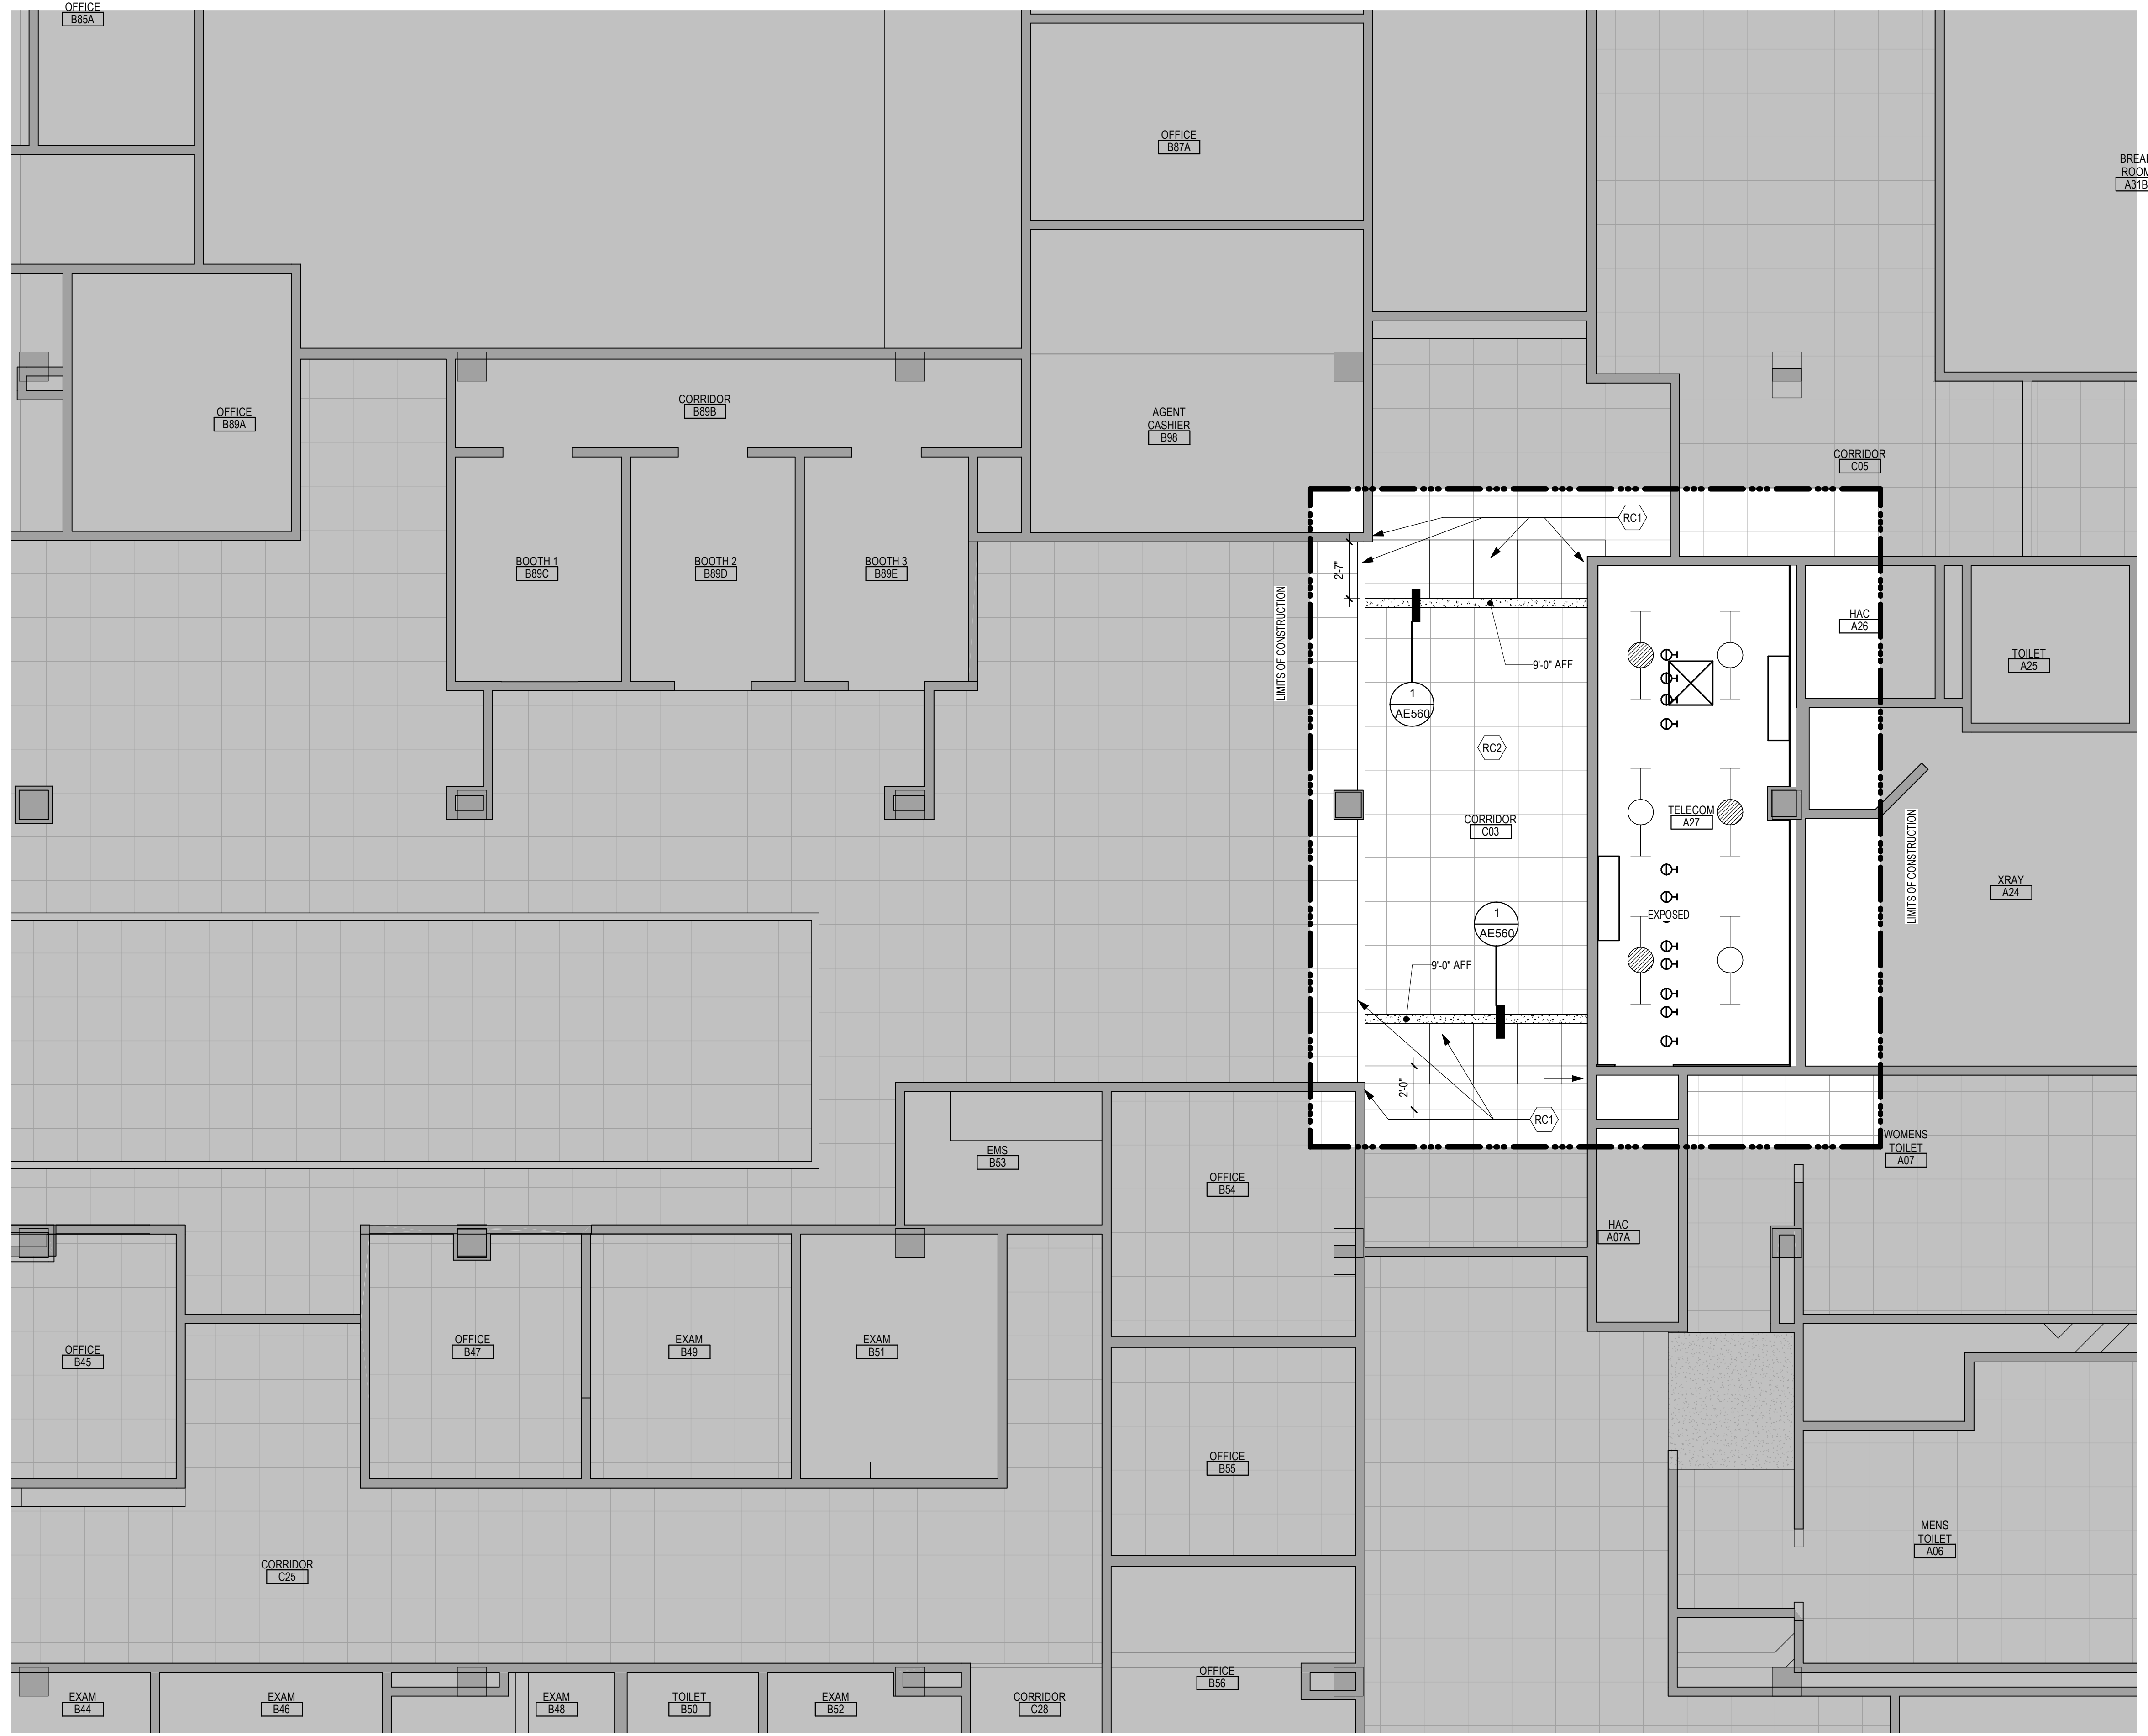 OFFICE
B85A
OFFICE
B87A
A31B
OFFICE
B89A
CORRIDOR
B89B
AGENT
CASHIER
B98
CORRIDOR
C05
RC1
BOOTH 1
B89C
BOOTH 2
B89D
BOOTH 3
B89E
2'-7"
LIMITS OF CONSTRUCTION
HAC
A26
9'-0" AFF
TOILET
A25
1
AE560
RC2
CORRIDOR
C03
TELECOM
A27
LIMITS OF CONSTRUCTION
XRAY
A24
1
AE560
EXPOSED
9'-0" AFF
2'-0"
RC1
EMS
B53
OFFICE
B54
WOMENS
TOILET
A07
HAC
A07A
OFFICE
B45
OFFICE
B47
EXAM
B49
EXAM
B51
OFFICE
B55
MENS
TOILET
A06
CORRIDOR
C25
OFFICE
B56
EXAM
B44
EXAM
B46
EXAM
B48
TOILET
B50
EXAM
B52
CORRIDOR
C28